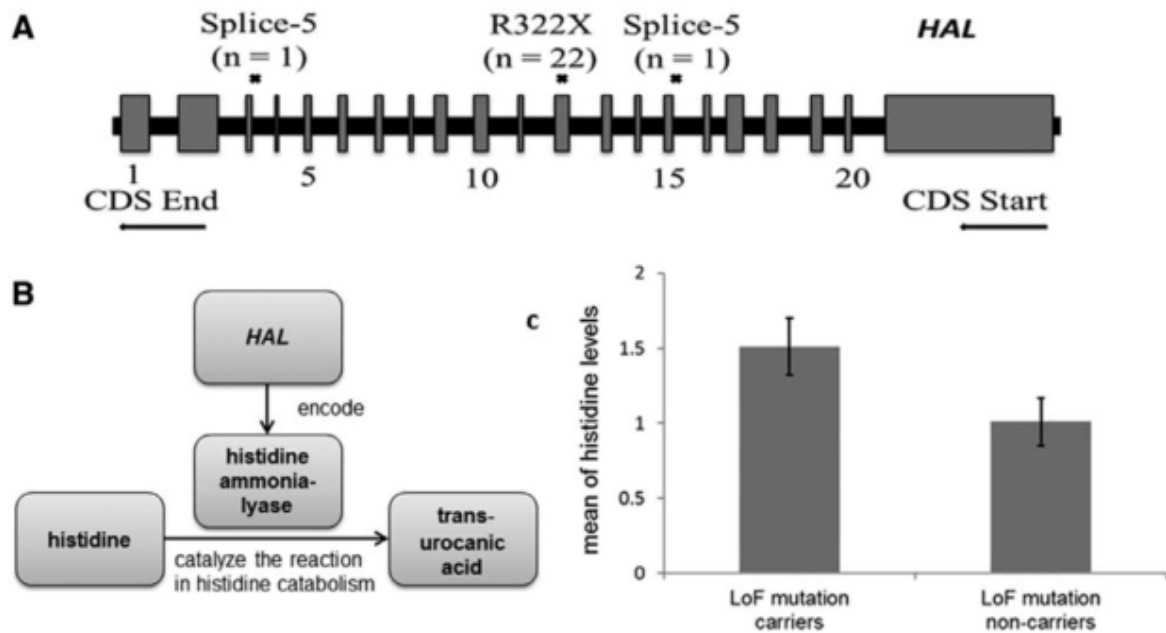 A
Splice-5
(n = 1)
R322X
(n = 22)
Splice-5
(n = 1)
HAL
1
5
10
15
20
CDS End
CDS Start
B
HAL
encode
histidine
ammonia-
lyase
histidine
catalyze the reaction
in histidine catabolism
trans-
urocanic
acid
c
mean of histidine levels
2
1.5
1
0.5
0
LoF mutation
carriers
LoF mutation
non-carriers